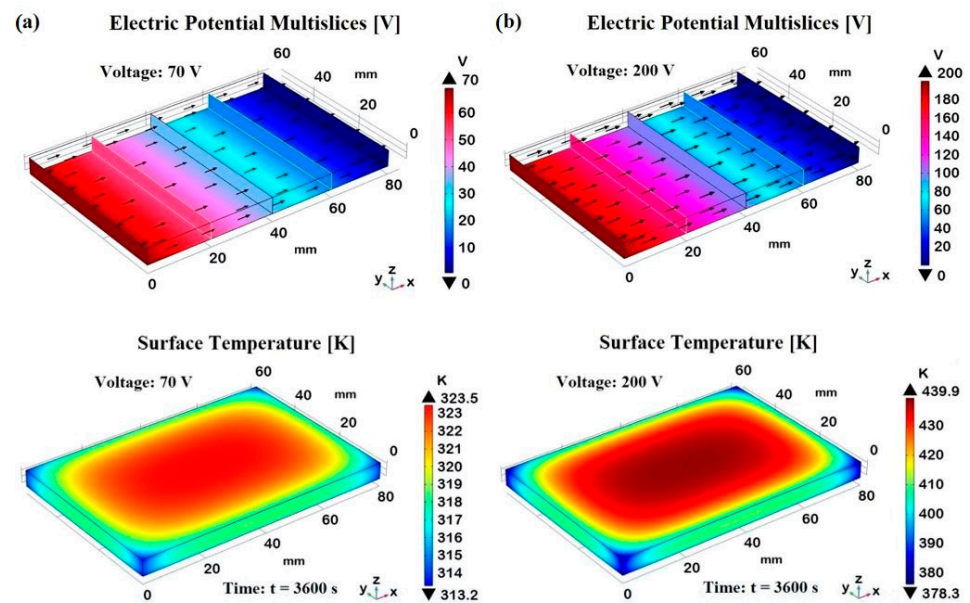 (a) Electric Potential Multislices [V]
Voltage: 70 V
60
40
mm
20
0
80
60
40
mm
20
0
y z x
V
70
60
50
40
30
20
10
0
(b) Electric Potential Multislices [V]
Voltage: 200 V
60
40
mm
20
0
80
60
40
mm
20
0
y z x
V
200
180
160
140
120
100
80
60
40
20
0
Surface Temperature [K]
Voltage: 70 V
60
40
mm
20
0
80
60
40
mm
20
0
Time: t = 3600 s
y z x
K
323.5
323
322
321
320
319
318
317
316
315
314
313.2
Surface Temperature [K]
Voltage: 200 V
60
40
mm
20
0
80
60
40
mm
20
0
Time: t = 3600 s
y z x
K
439.9
430
420
410
400
390
380
378.3